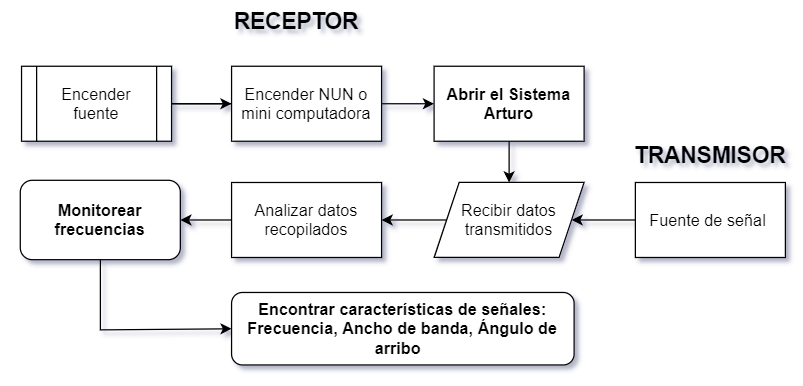 RECEPTOR
Encender
fuente
Encender NUN o
mini computadora
Abrir el Sistema
Arturo
TRANSMISOR
Fuente de señal
Recibir datos
transmitidos
Analizar datos
recopilados
Monitorear
frecuencias
Encontrar características de señales:
Frecuencia, Ancho de banda, Ángulo de
arribo